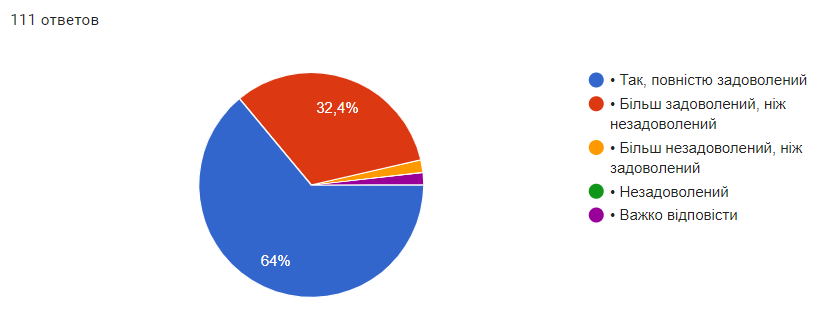 111 ответов
32,4%
64%
• Так, повністю задоволений
• Більш задоволений, ніж
незадоволений
• Більш незадоволений, ніж
задоволений
• Незадоволений
• Важко відповісти